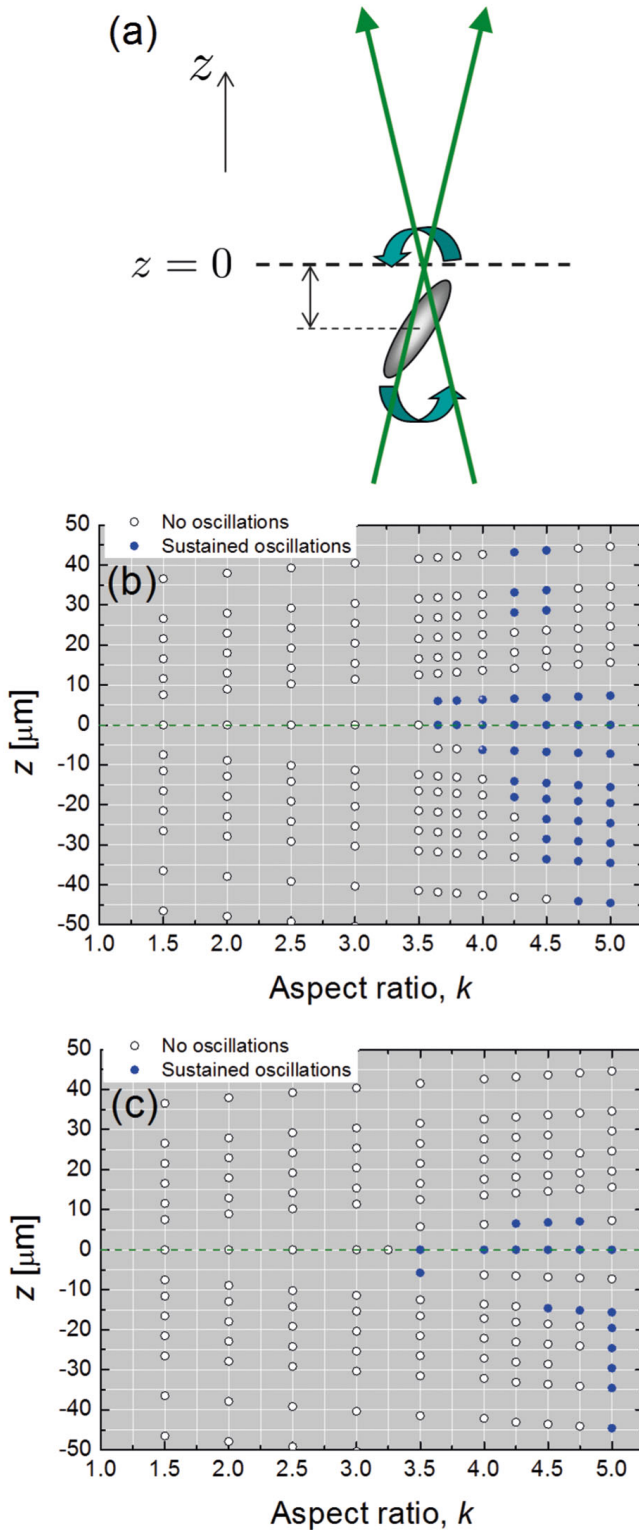 (a)
z
z = 0
○ No oscillations
● Sustained oscillations
(b)
50
40
30
20
10
0
-10
-20
-30
-40
-50
z [µm]
1.0 1.5 2.0 2.5 3.0 3.5 4.0 4.5 5.0
Aspect ratio, k
○ No oscillations
● Sustained oscillations
(c)
50
40
30
20
10
0
-10
-20
-30
-40
-50
z [µm]
1.0 1.5 2.0 2.5 3.0 3.5 4.0 4.5 5.0
Aspect ratio, k